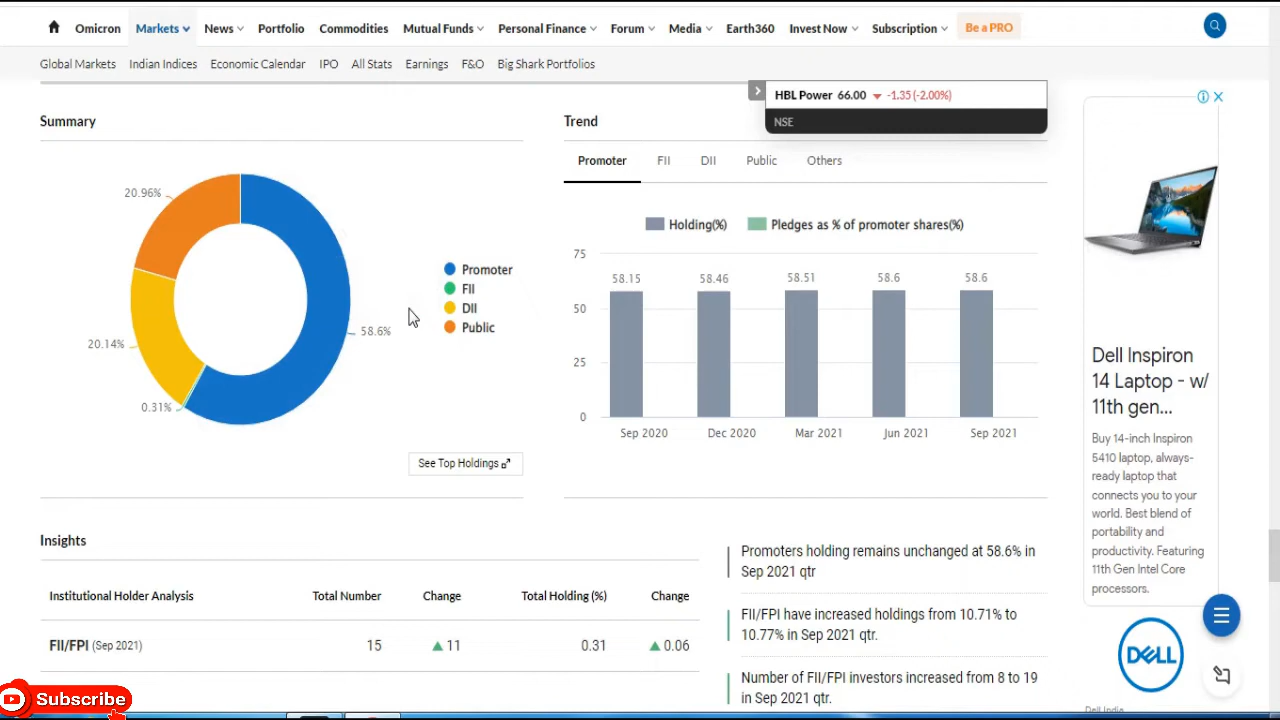 Omicron Markets News Portfolio Commodities Mutual Funds Personal Finance Forum Media Earth360 Invest Now Subscription Be a PRO
Global Markets Indian Indices Economic Calendar IPO All Stats Earnings F&O Big Shark Portfolios
HBL Power 66.00 -1.35 (-2.00%)
NSE
Summary
20.96%
20.14%
0.31%
58.6%
Promoter
FII
DII
Public
See Top Holdings
Trend
Promoter FII DII Public Others
Holding(%) Pledges as % of promoter shares(%)
75
50
25
0
58.15 58.46 58.51 58.6 58.6
Sep 2020 Dec 2020 Mar 2021 Jun 2021 Sep 2021
Dell Inspiron
14 Laptop - w/
11th gen...
Buy 14-inch Inspiron
5410 laptop, always-
ready laptop that
connects you to your
world. Best blend of
portability and
productivity. Featuring
11th Gen Intel Core
processors.
DELL
Dell India
Insights
Institutional Holder Analysis Total Number Change Total Holding (%) Change
FII/FPI (Sep 2021) 15 11 0.31 0.06
Promoters holding remains unchanged at 58.6% in
Sep 2021 qtr
FII/FPI have increased holdings from 10.71% to
10.77% in Sep 2021 qtr.
Number of FII/FPI investors increased from 8 to 19
in Sep 2021 qtr.
Subscribe